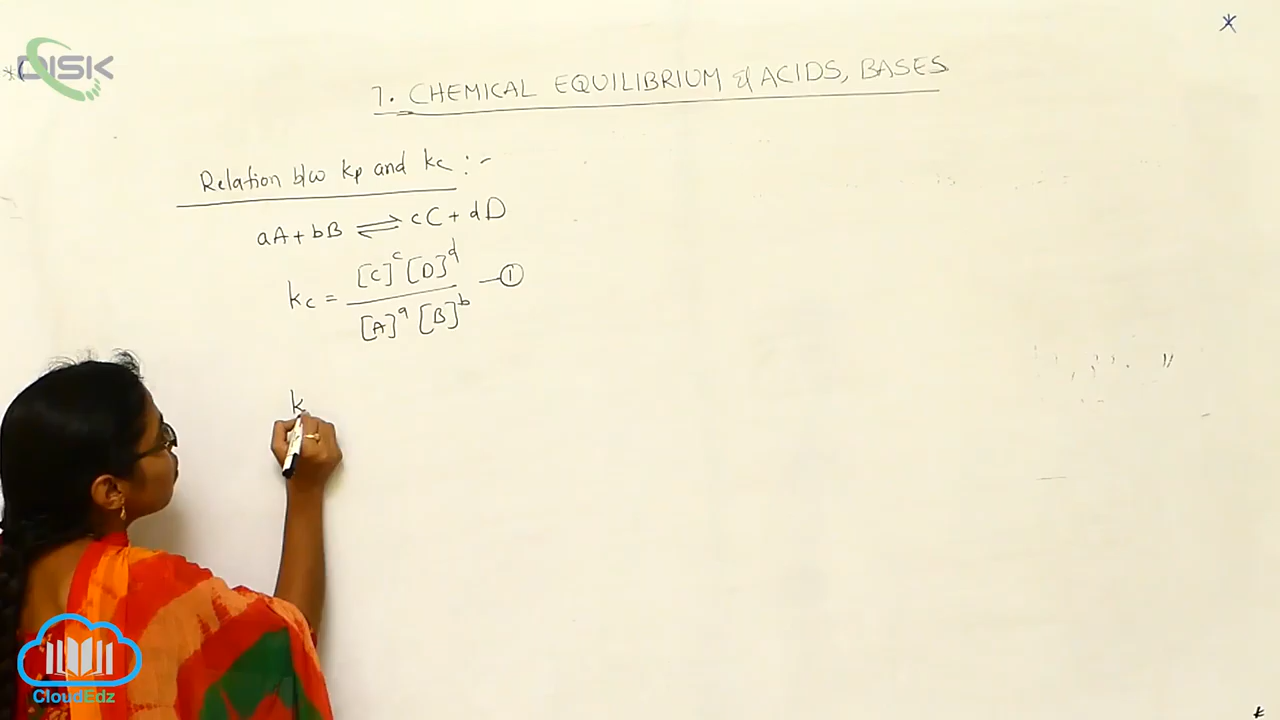 DISK
7. CHEMICAL EQUILIBRIUM & ACIDS, BASES
Relation b/w kp and kc :-
aA + bB ⇌ cC + dD
kc = [C]^c [D]^d / [A]^a [B]^b — ①
k
CloudEdz